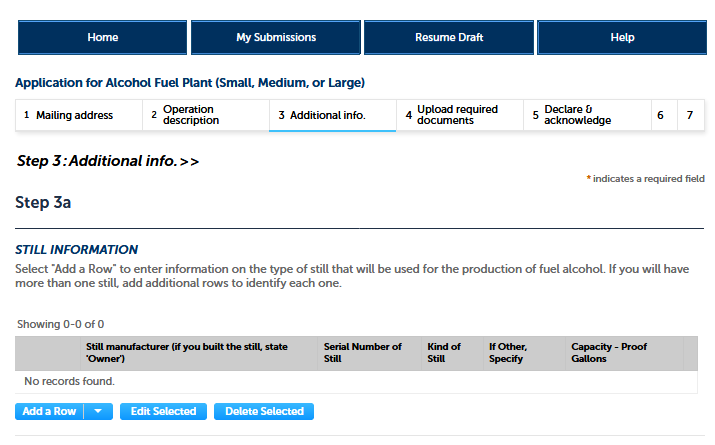 Home My Submissions Resume Draft Help
Application for Alcohol Fuel Plant (Small, Medium, or Large)
1 Mailing address
2 Operation description
3 Additional info.
4 Upload required documents
5 Declare & acknowledge
6
7
Step 3:Additional info.>>
* indicates a required field
Step 3a
STILL INFORMATION
Select "Add a Row" to enter information on the type of still that will be used for the production of fuel alcohol. If you will have
more than one still, add additional rows to identify each one.
Showing 0-0 of 0
Still manufacturer (if you built the still, state 'Owner')
Serial Number of Still
Kind of Still
If Other, Specify
Capacity - Proof Gallons
No records found.
Add a Row Edit Selected Delete Selected